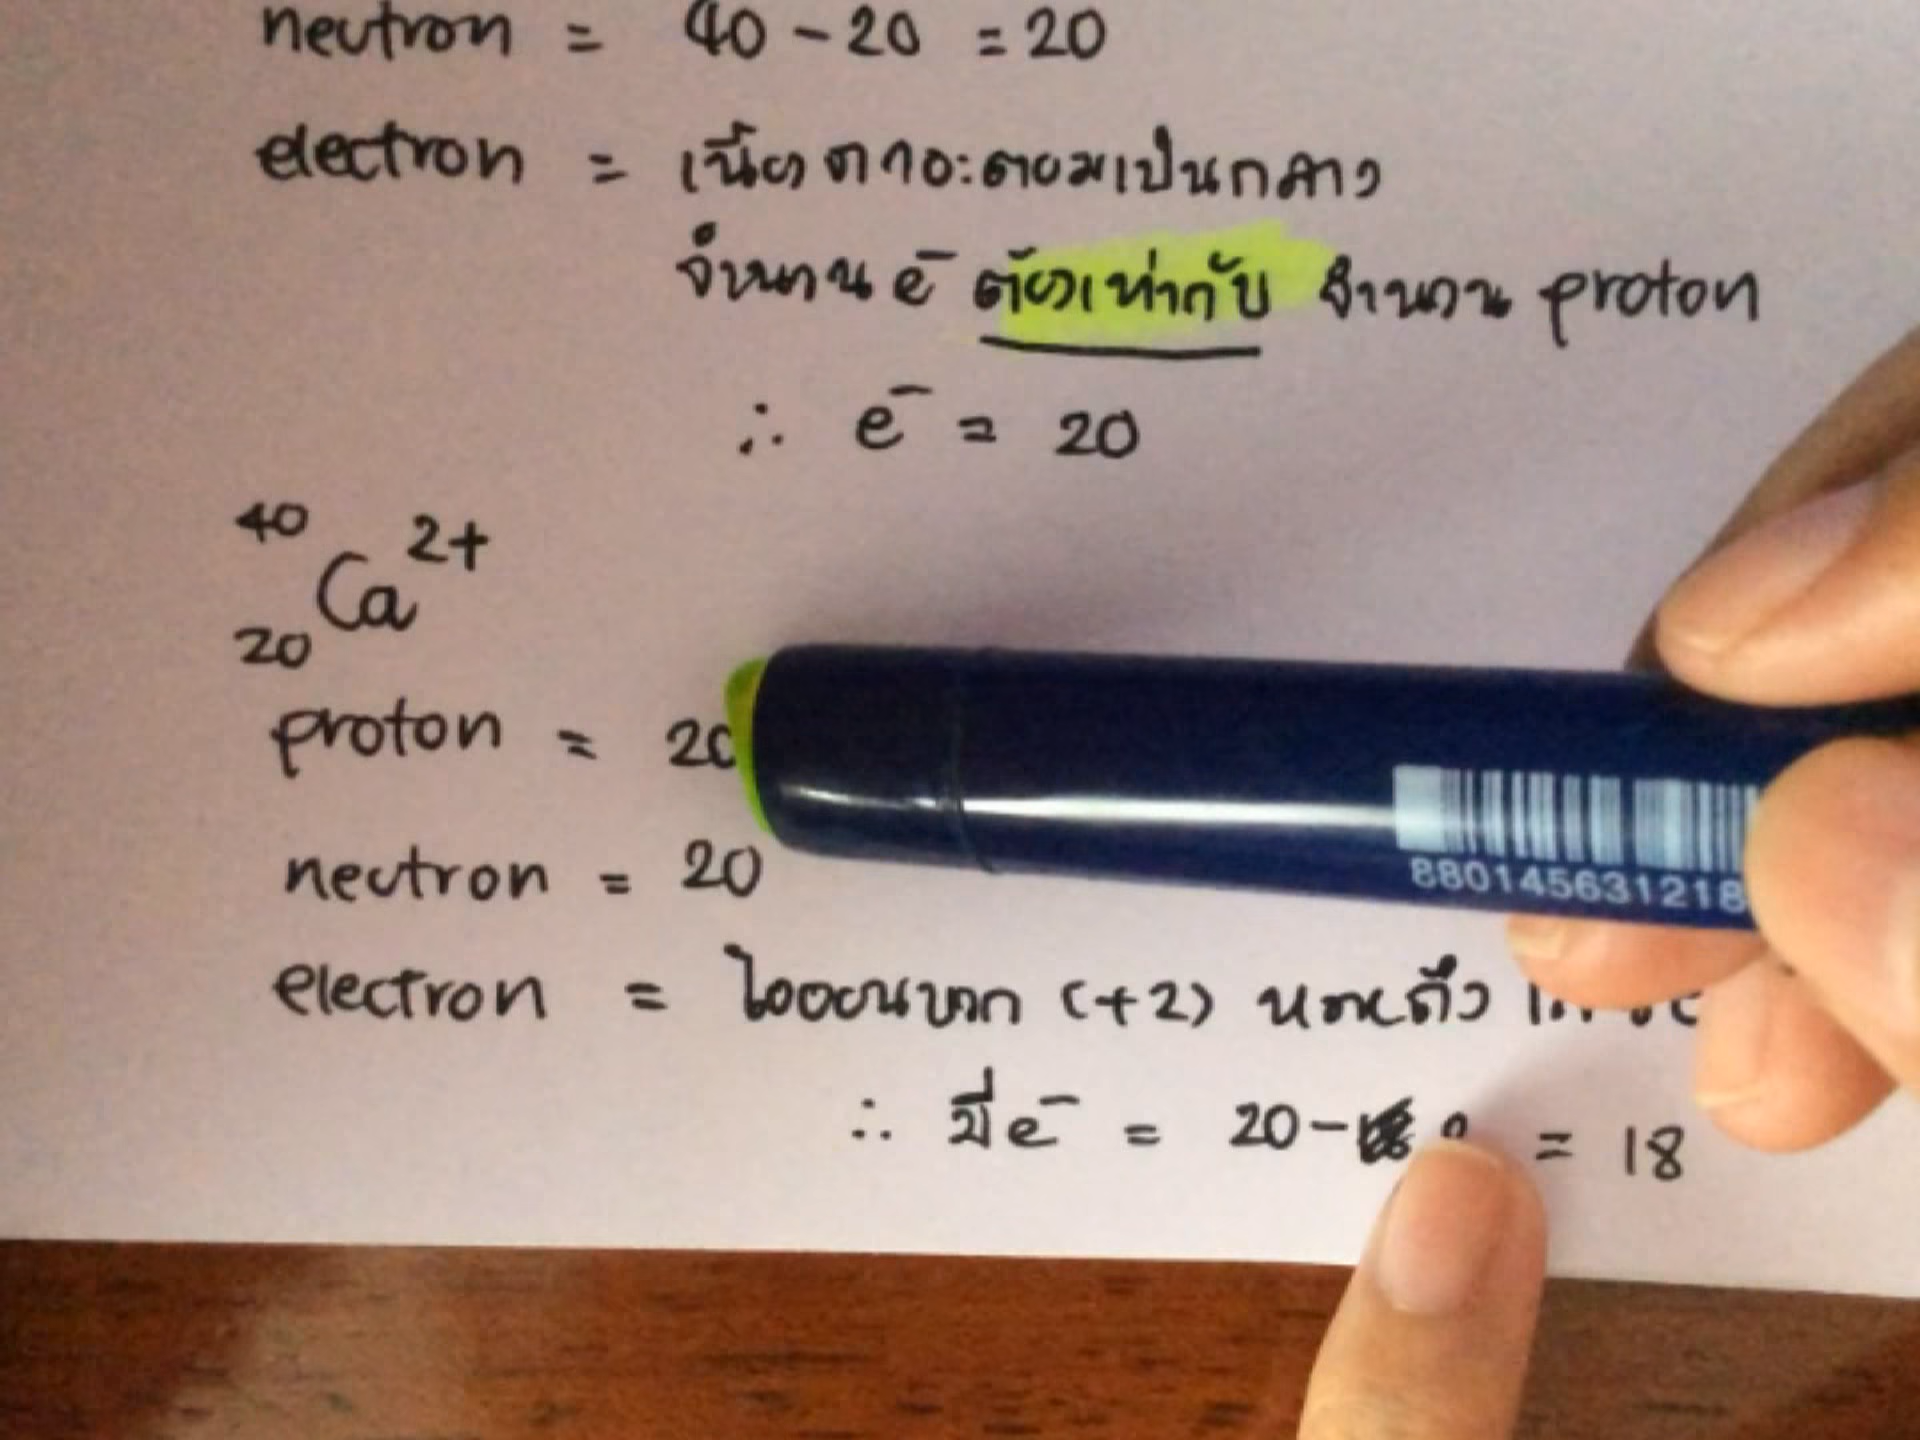 neutron = 40 - 20 = 20
electron = เนื่องจากอะตอมเป็นกลาง
จำนวน e⁻ ต้องเท่ากับ จำนวน proton
∴ e⁻ = 20
40
Ca 2+
20
proton = 20
neutron = 20
electron = ไอออนบวก (+2) หมายถึง
∴ มี e⁻ = 20 - = 18
880145631218